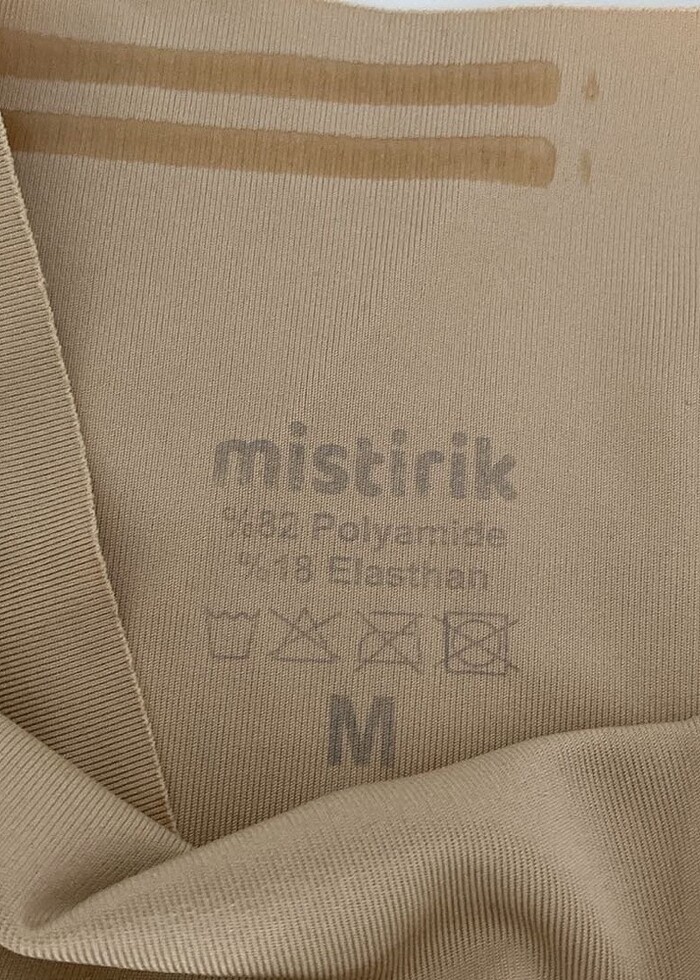 mistirik
%82 Polyamide
%18 Elasthan
M